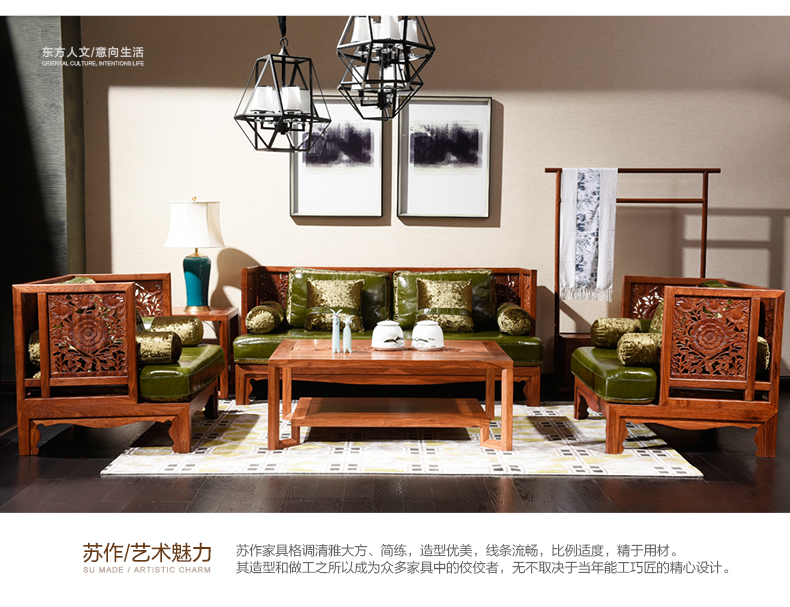 东方人文/意向生活
ORIENTAL CULTURE, INTENTIONS LIFE
苏作/艺术魅力
SU MADE / ARTISTIC CHARM
苏作家具格调清雅大方、简练，造型优美，线条流畅，比例适度，精于用材。
其造型和做工之所以成为众多家具中的佼佼者，无不取决于当年能工巧匠的精心设计。